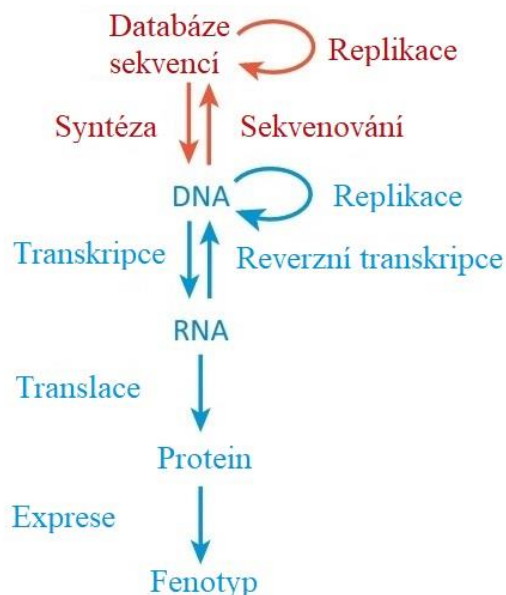 Databáze
sekvencí
Replikace
Syntéza
Sekvenování
DNA
Replikace
Transkripce
Reverzní transkripce
RNA
Translace
Protein
Exprese
Fenotyp